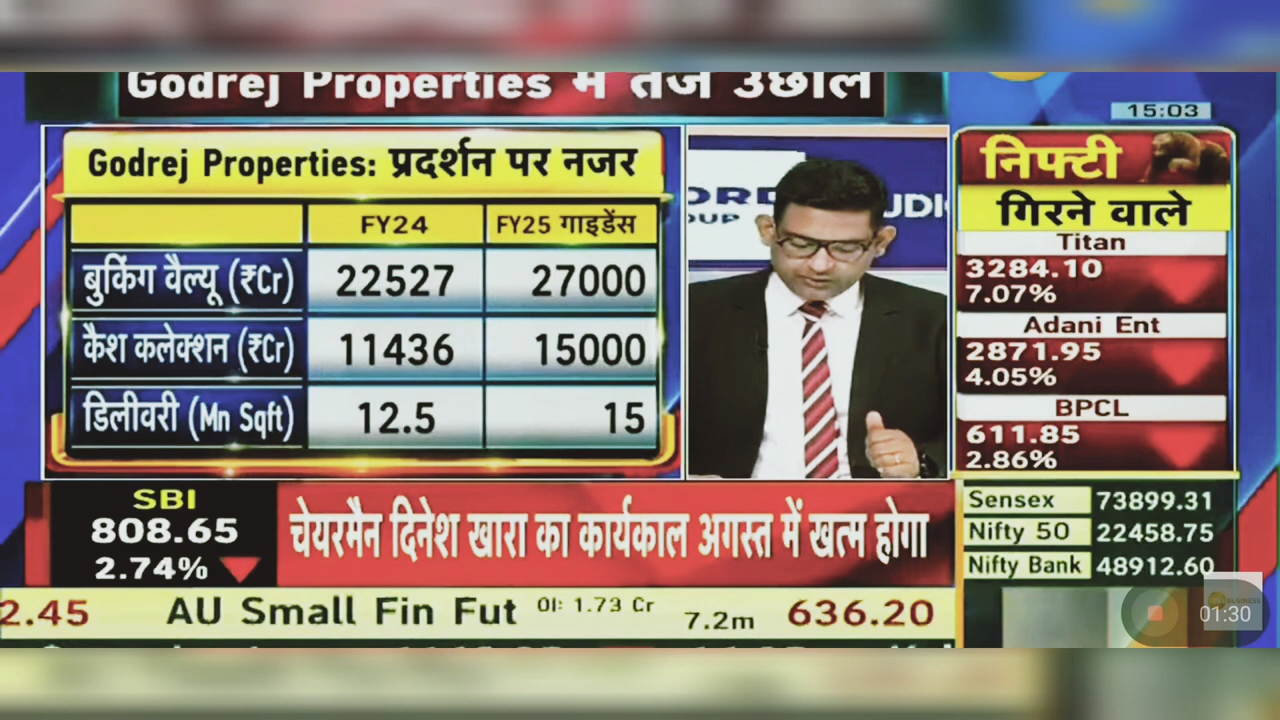 Godrej Properties में तेज उछाल
15:03
Godrej Properties: प्रदर्शन पर नजर
FY24 FY25 गाइडेंस
बुकिंग वैल्यू (₹Cr) 22527 27000
कैश कलेक्शन (₹Cr) 11436 15000
डिलीवरी (Mn Sqft) 12.5 15
निफ्टी
गिरने वाले
Titan
3284.10
7.07%
Adani Ent
2871.95
4.05%
BPCL
611.85
2.86%
SBI
808.65
2.74%
चेयरमैन दिनेश खारा का कार्यकाल अगस्त में खत्म होगा
Sensex 73899.31
Nifty 50 22458.75
Nifty Bank 48912.60
2.45 AU Small Fin Fut OI: 1.73 Cr 7.2m 636.20
BUSINESS
01:30